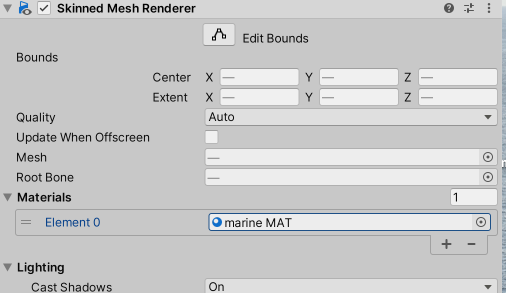 Skinned Mesh Renderer
Edit Bounds
Bounds
Center X — Y — Z —
Extent X — Y — Z —
Quality Auto
Update When Offscreen
Mesh —
Root Bone —
Materials 1
Element 0 marine MAT
Lighting
Cast Shadows On